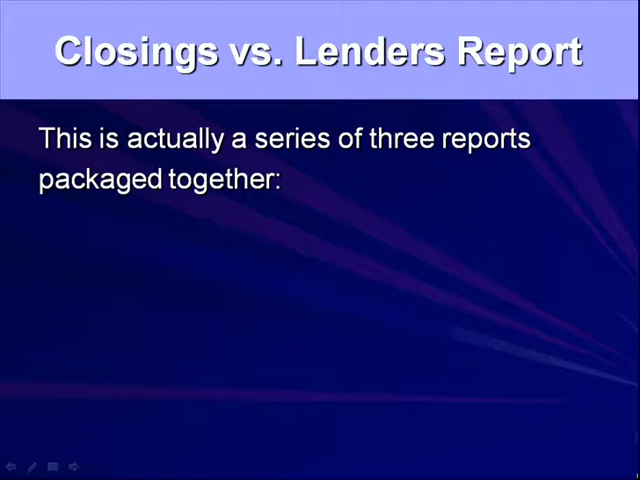 Closings vs. Lenders Report
This is actually a series of three reports
packaged together: